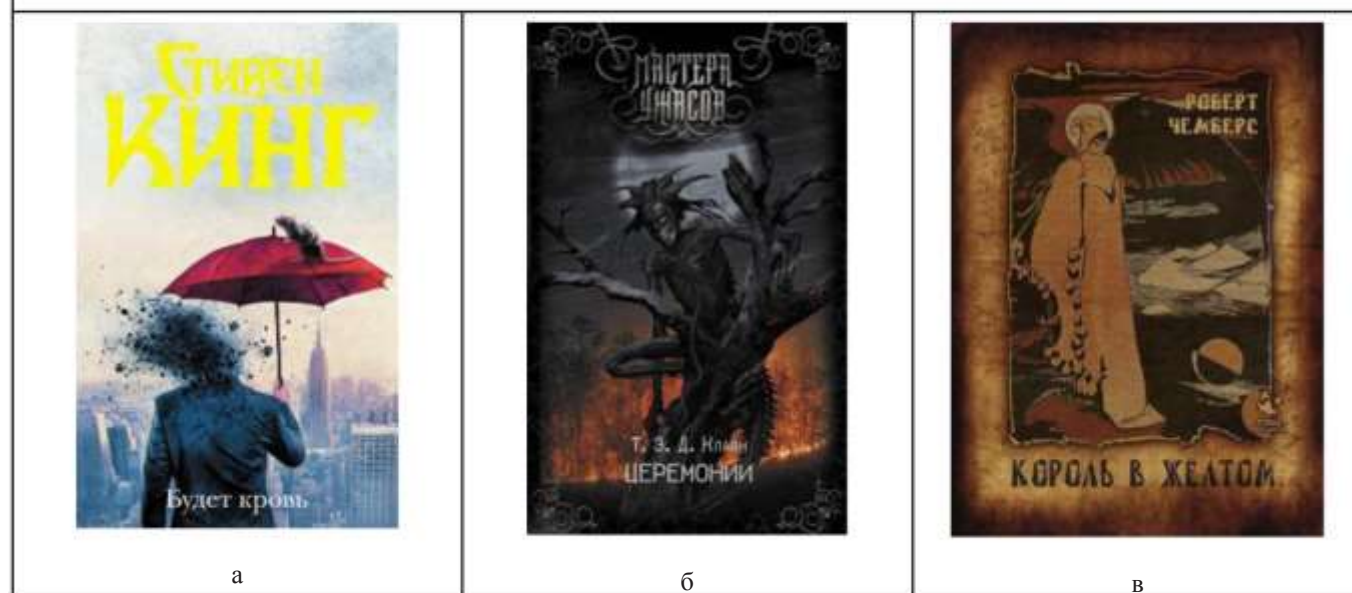 Стивен
Кинг
Будет кровь
а
МАСТЕРА
УЖАСОВ
Т. Э. Д. Клайн
ЦЕРЕМОНИИ
б
РОБЕРТ
ЧЕМБЕРС
КОРОЛЬ В ЖЕЛТОМ
в